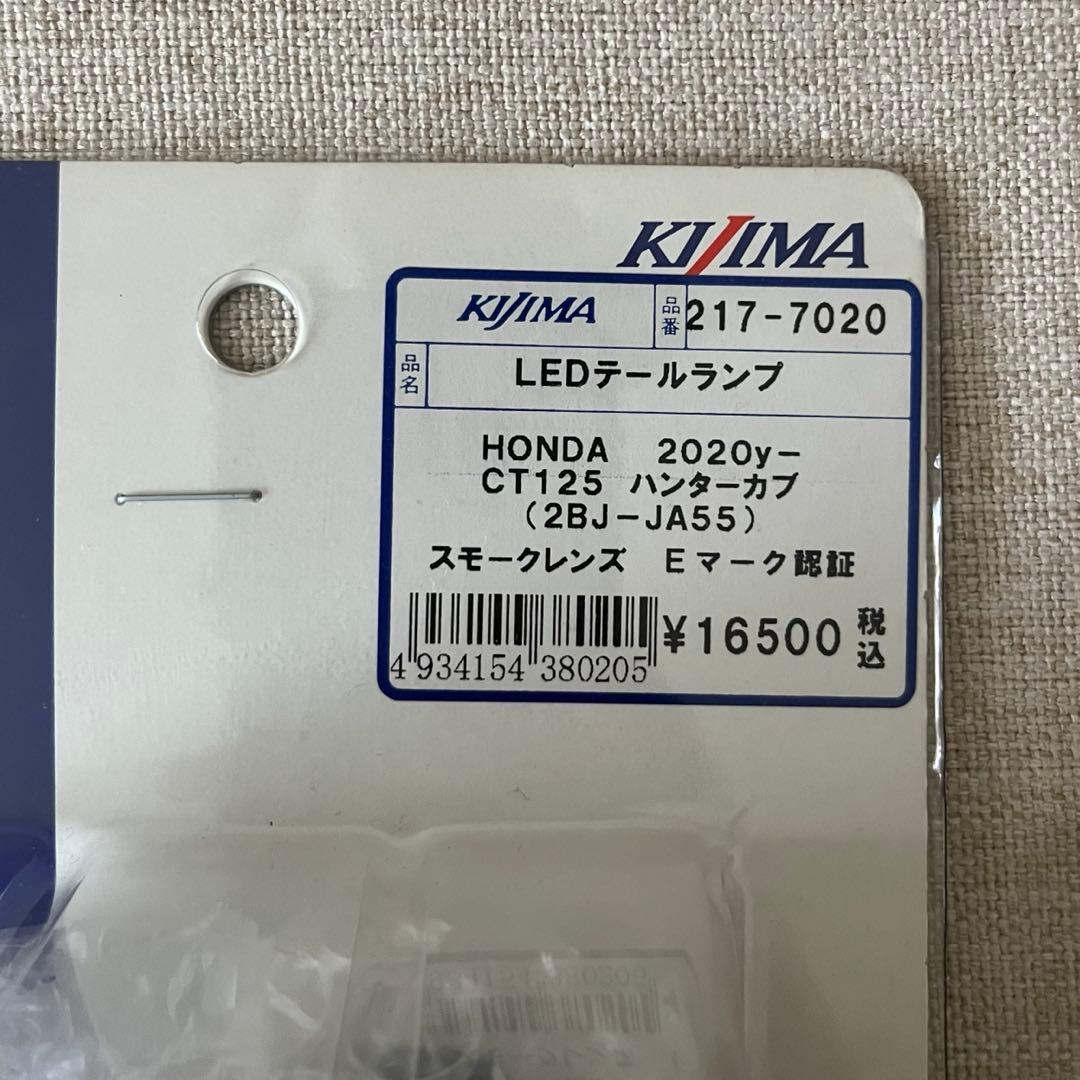 KIJIMA
KIJIMA 品番 217-7020
品名 LEDテールランプ
HONDA 2020y-
CT125 ハンターカブ
(2BJ-JA55)
スモークレンズ Eマーク認証
¥16500 税込
4 934154 380205